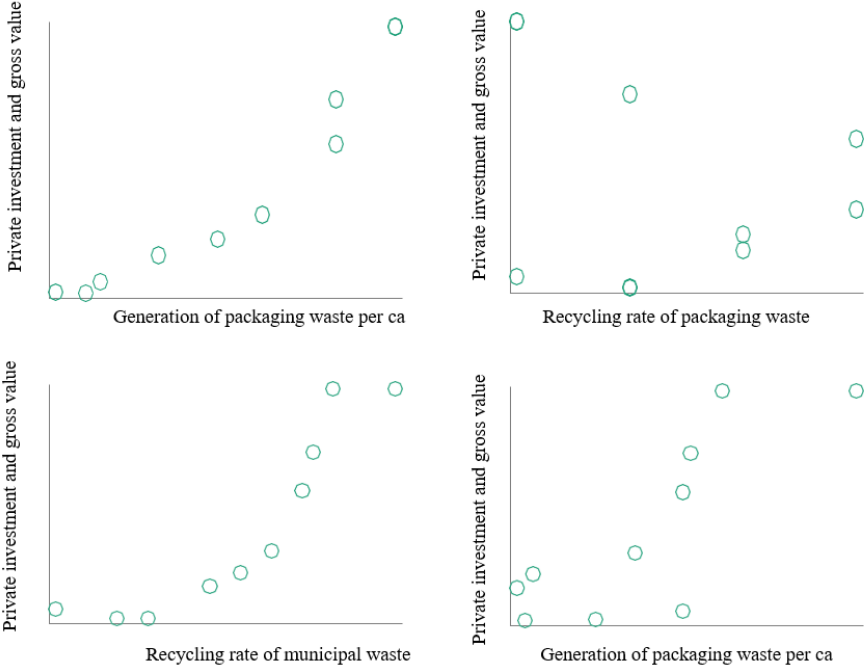 Private investment and gross value
Generation of packaging waste per ca
Private investment and gross value
Recycling rate of packaging waste
Private investment and gross value
Recycling rate of municipal waste
Private investment and gross value
Generation of packaging waste per ca